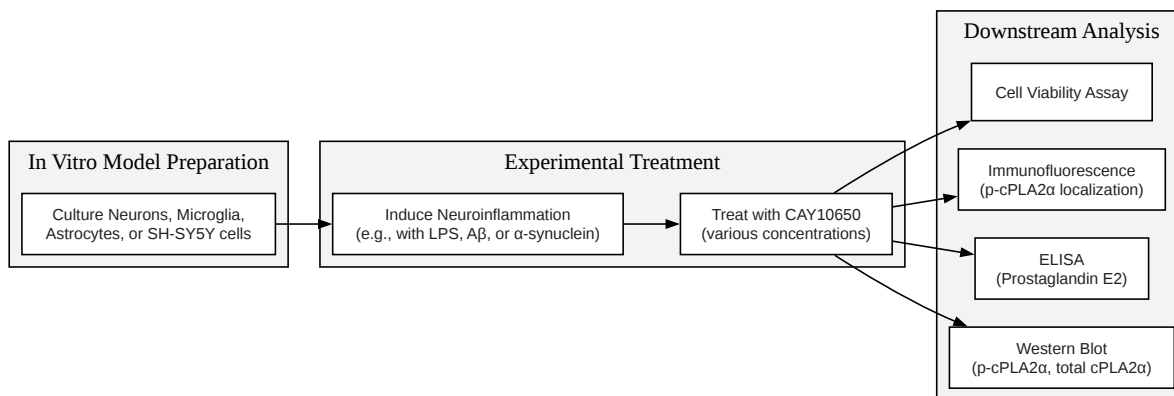 In Vitro Model Preparation
Culture Neurons, Microglia,
Astrocytes, or SH-SY5Y cells
Experimental Treatment
Induce Neuroinflammation
(e.g., with LPS, Aβ, or α-synuclein)
Treat with CAY10650
(various concentrations)
Downstream Analysis
Cell Viability Assay
Immunofluorescence
(p-cPLA2α localization)
ELISA
(Prostaglandin E2)
Western Blot
(p-cPLA2α, total cPLA2α)